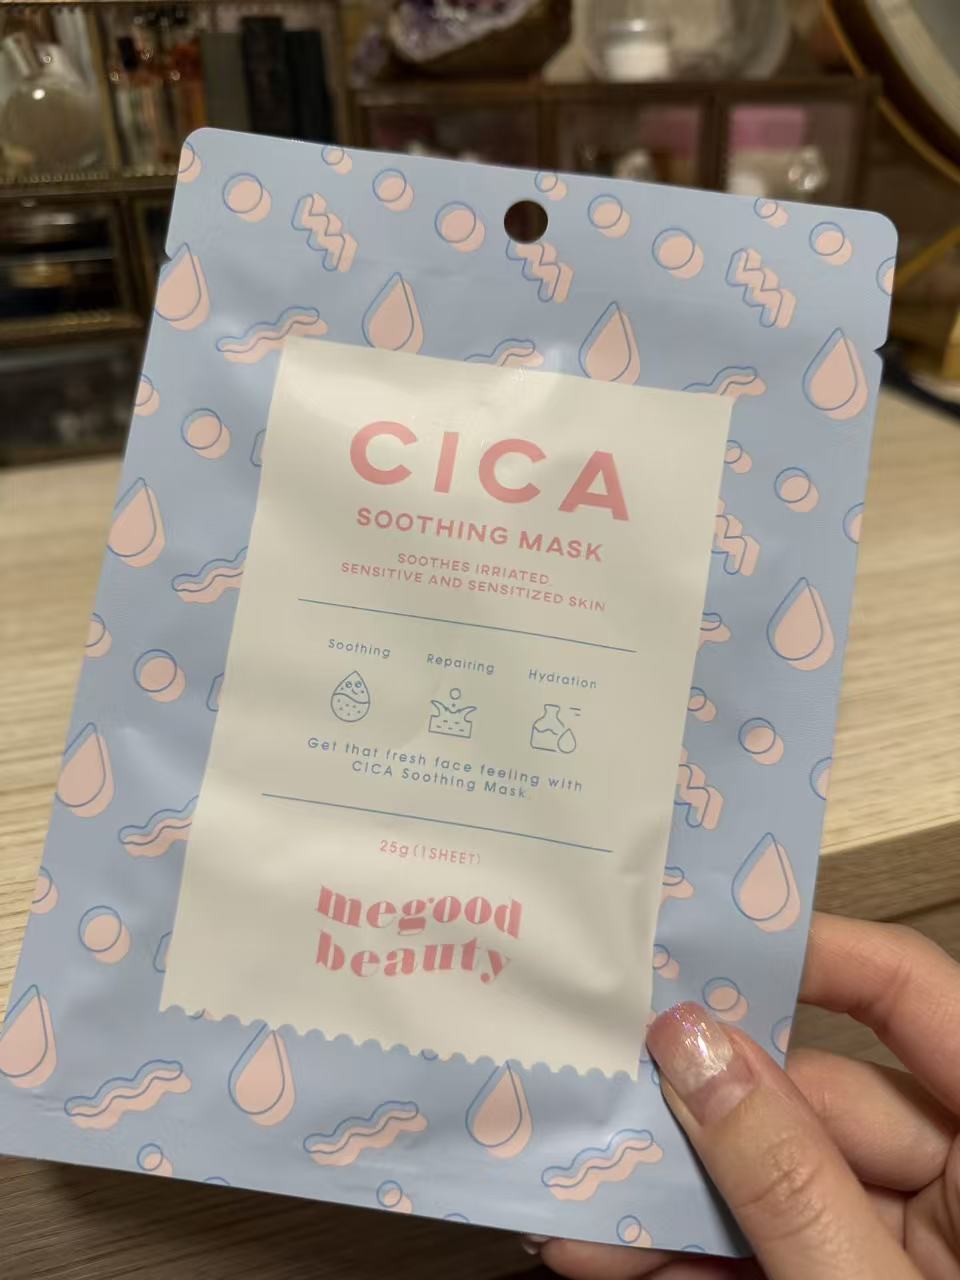 CICA
SOOTHING MASK
SOOTHES IRRIATED,
SENSITIVE AND SENSITIZED SKIN
Soothing Repairing Hydration
Get that fresh face feeling with
CICA Soothing Mask.
25g (1SHEET)
megood
beauty